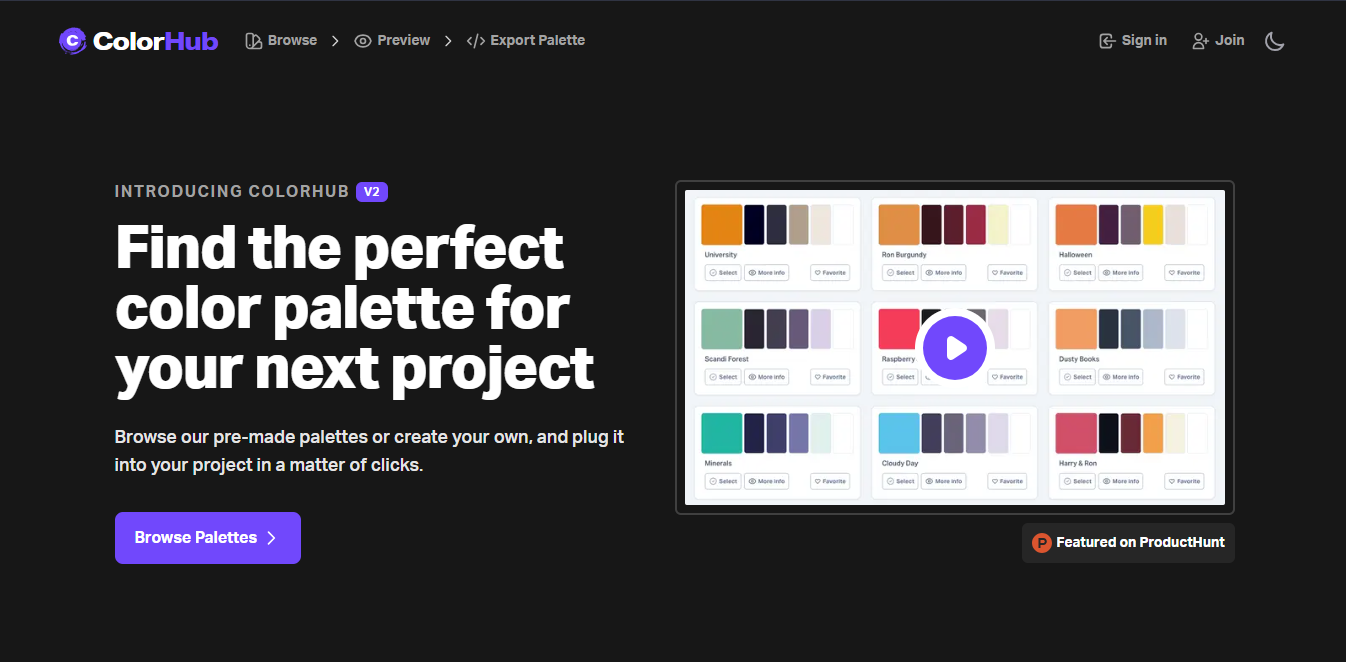 ColorHub Browse Preview </> Export Palette Sign in Join
INTRODUCING COLORHUB V2
Find the perfect
color palette for
your next project
Browse our pre-made palettes or create your own, and plug it
into your project in a matter of clicks.
Browse Palettes
University Ron Burgundy Halloween
Select More info Favorite Select More info Favorite Select More info Favorite
Scandi Forest Raspberry Dusty Books
Select More info Favorite Select Favorite Select More info Favorite
Minerals Cloudy Day Harry & Ron
Select More info Favorite Select More info Favorite Select More info Favorite
P Featured on ProductHunt